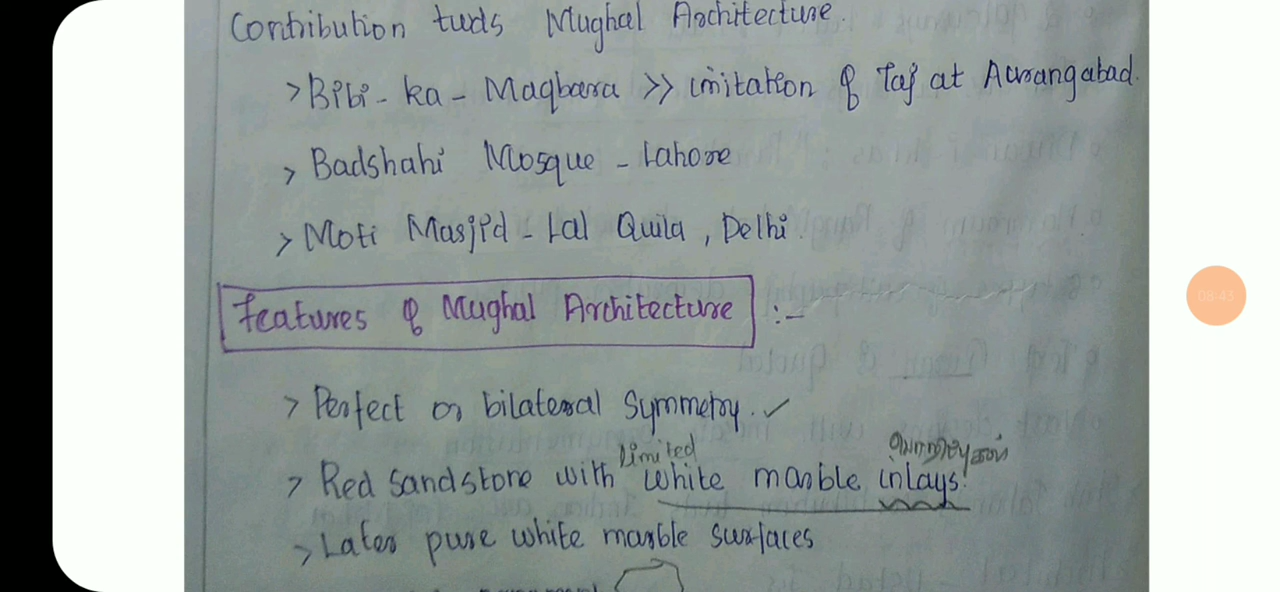 Contribution twds Mughal Architecture.
> Bibi-ka-Maqbara >> imitation of Taj at Aurangabad.
> Badshahi Mosque - Lahore
> Moti Masjid - Lal Quila, Delhi.
Features of Mughal Architecture :-
> Perfect or bilateral Symmetry. ✓
limited
> Red sandstone with white marble inlays.
> Later pure white marble surfaces
08:43